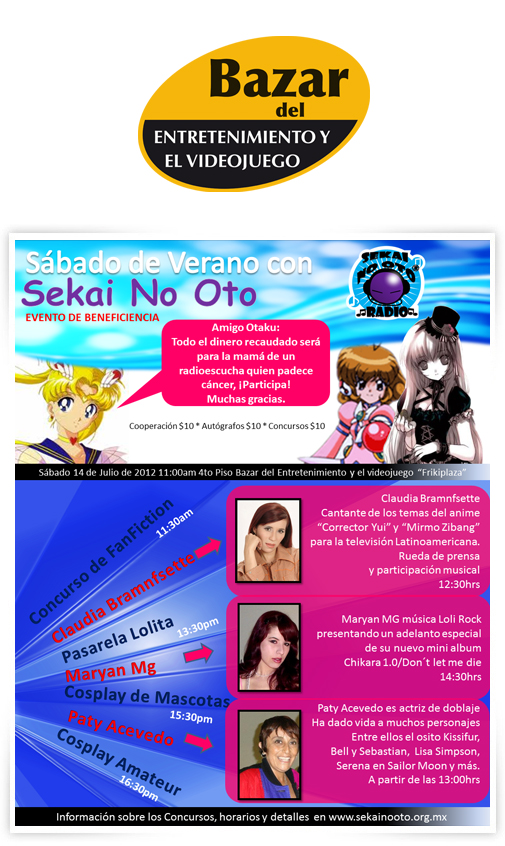 Bazar
del
ENTRETENIMIENTO Y
EL VIDEOJUEGO
Sábado de Verano con
Sekai No Oto
EVENTO DE BENEFICIENCIA
SEKAI
NO OTO
RADIO
Amigo Otaku:
Todo el dinero recaudado será
para la mamá de un
radioescucha quien padece
cáncer, ¡Participa!
Muchas gracias.
Cooperación $10 * Autógrafos $10 * Concursos $10
Sábado 14 de Julio de 2012 11:00am 4to Piso Bazar del Entretenimiento y el videojuego “Frikiplaza”
Concurso de FanFiction
11:30am
Claudia Bramnfsette
Pasarela Lolita
13:30pm
Maryan Mg
Cosplay de Mascotas
15:30pm
Paty Acevedo
Cosplay Amateur
16:30pm
Claudia Bramnfsette
Cantante de los temas del anime
“Corrector Yui” y “Mirmo Zibang”
para la televisión Latinoamericana.
Rueda de prensa
y participación musical
12:30hrs
Maryan MG música Loli Rock
presentando un adelanto especial
de su nuevo mini album
Chikara 1.0/Don´t let me die
14:30hrs
Paty Acevedo es actriz de doblaje
Ha dado vida a muchos personajes
Entre ellos el osito Kissifur,
Bell y Sebastian, Lisa Simpson,
Serena en Sailor Moon y más.
A partir de las 13:00hrs
Información sobre los Concursos, horarios y detalles en www.sekainooto.org.mx